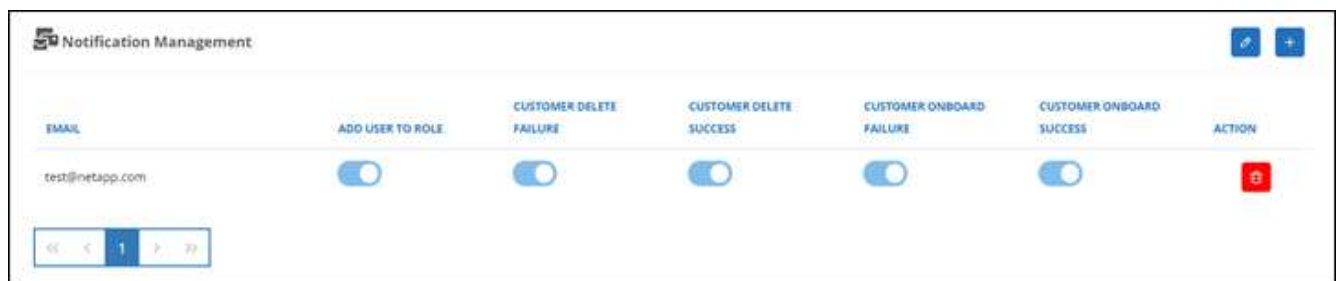 Notification Management
CUSTOMER DELETE CUSTOMER DELETE CUSTOMER ONBOARD CUSTOMER ONBOARD
EMAIL ADD USER TO ROLE FAILURE SUCCESS FAILURE SUCCESS ACTION
test@netapp.com
<< < 1 > >>